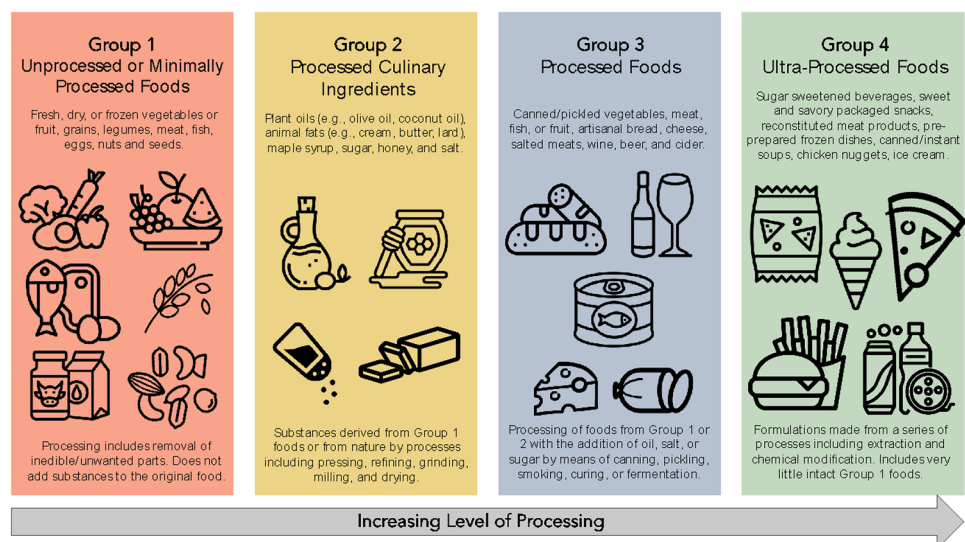 Group 1
Unprocessed or Minimally
Processed Foods
Fresh, dry, or frozen vegetables or
fruit, grains, legumes, meat, fish,
eggs, nuts and seeds.
Processing includes removal of
inedible/unwanted parts. Does not
add substances to the original food.
Group 2
Processed Culinary
Ingredients
Plant oils (e.g., olive oil, coconut oil),
animal fats (e.g., cream, butter, lard),
maple syrup, sugar, honey, and salt.
Substances derived from Group 1
foods or from nature by processes
including pressing, refining, grinding,
milling, and drying.
Group 3
Processed Foods
Canned/pickled vegetables, meat,
fish, or fruit, artisanal bread, cheese,
salted meats, wine, beer, and cider.
Processing of foods from Group 1 or
2 with the addition of oil, salt, or
sugar by means of canning, pickling,
smoking, curing, or fermentation.
Group 4
Ultra-Processed Foods
Sugar sweetened beverages, sweet
and savory packaged snacks,
reconstituted meat products, pre-
prepared frozen dishes, canned/instant
soups, chicken nuggets, ice cream.
Formulations made from a series of
processes including extraction and
chemical modification. Includes very
little intact Group 1 foods.
Increasing Level of Processing